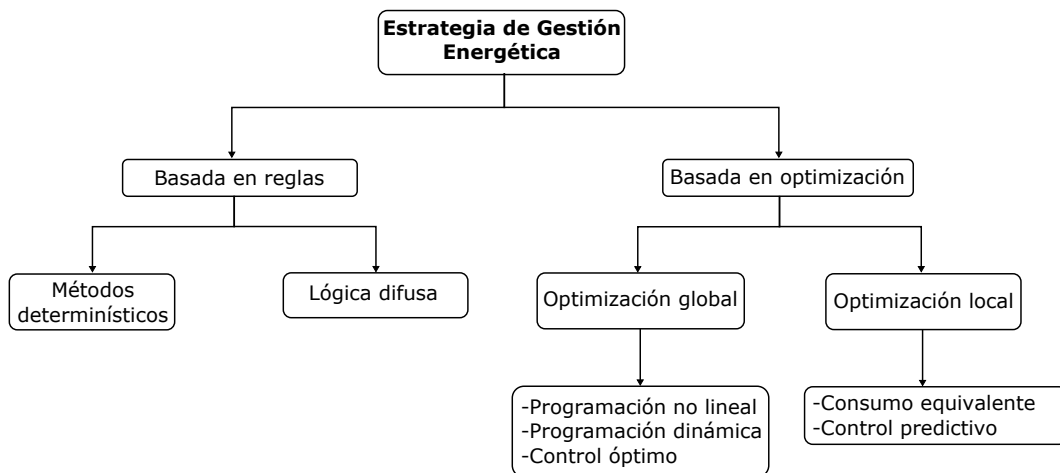 Estrategia de Gestión
Energética
Basada en reglas
Basada en optimización
Métodos
determinísticos
Lógica difusa
Optimización global
Optimización local
-Programación no lineal
-Programación dinámica
-Control óptimo
-Consumo equivalente
-Control predictivo